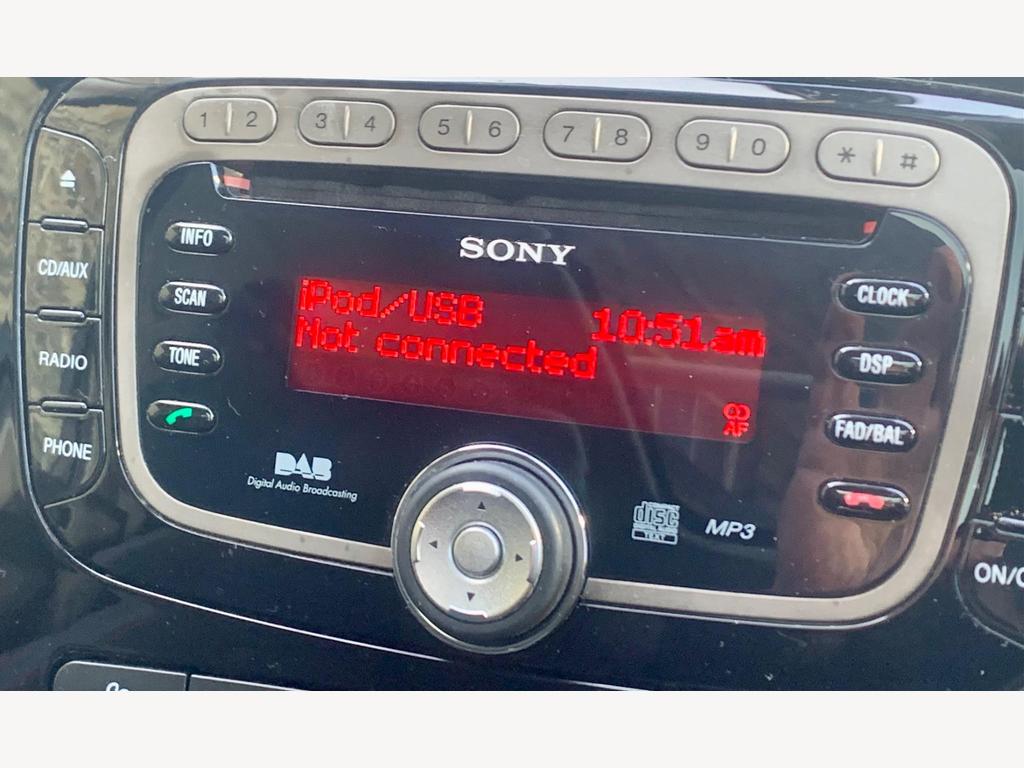 1 2 3 4 5 6 7 8 9 0 * #
CD/AUX
RADIO
PHONE
INFO
SCAN
TONE
SONY
iPod/USB 10:51am
Not connected
AF
CLOCK
DSP
FAD/BAL
DAB
Digital Audio Broadcasting
disc
TEXT
MP3